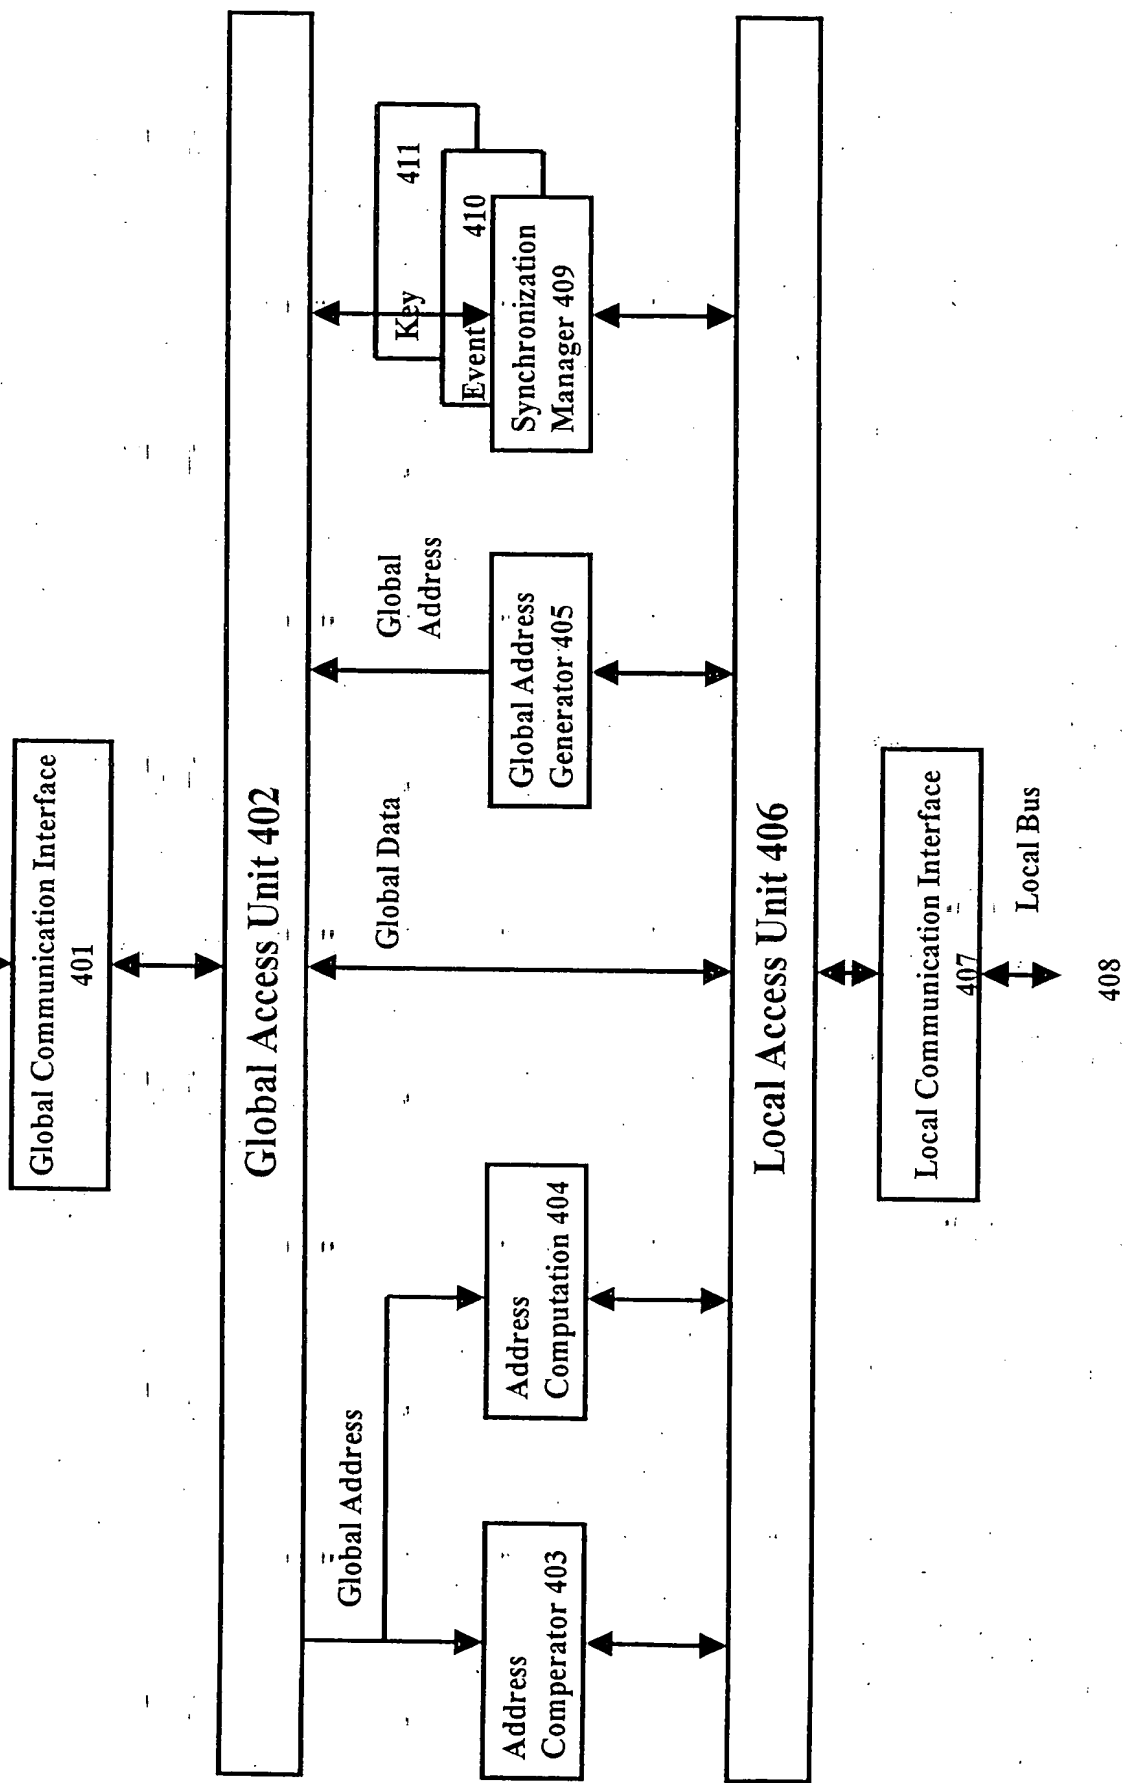 Global Communication Interface
401
Global Access Unit 402
Global Address
Global Data
Global
Address
Key
411
Event
410
Address
Comperator 403
Address
Computation 404
Global Address
Generator 405
Synchronization
Manager 409
Local Access Unit 406
Local Communication Interface
407
Local Bus
408